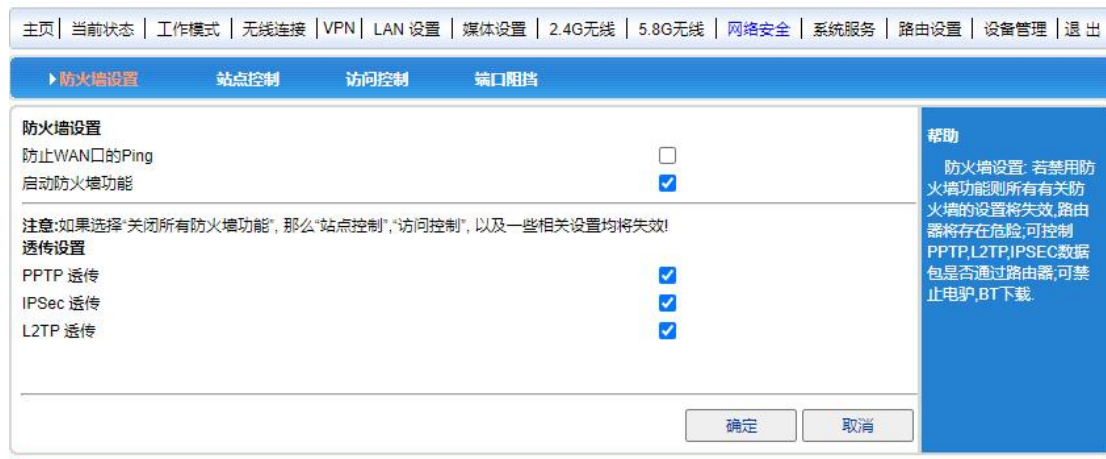 主页 | 当前状态 | 工作模式 | 无线连接 | VPN | LAN 设置 | 媒体设置 | 2.4G无线 | 5.8G无线 | 网络安全 | 系统服务 | 路由设置 | 设备管理 | 退 出
防火墙设置 站点控制 访问控制 端口阻挡
防火墙设置
防止WAN口的Ping
启动防火墙功能
注意:如果选择“关闭所有防火墙功能”, 那么“站点控制”,“访问控制”, 以及一些相关设置均将失效!
透传设置
PPTP 透传
IPSec 透传
L2TP 透传
确定 取消
帮助
防火墙设置: 若禁用防
火墙功能则所有有关防
火墙的设置将失效,路由
器将存在危险;可控制
PPTP,L2TP,IPSEC数据
包是否通过路由器;可禁
止电驴,BT下载.